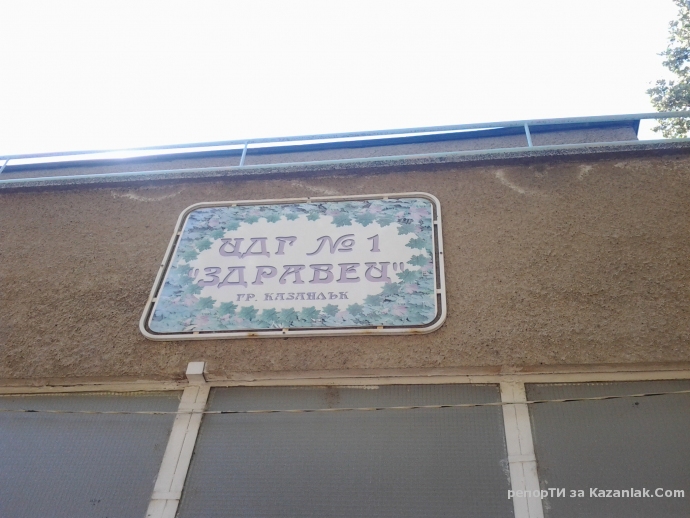 ЦДГ № 1
"ЗДРАВЕЦ"
ГР. КАЗАНЛЪК
репорТИ за Kazanlak.Com